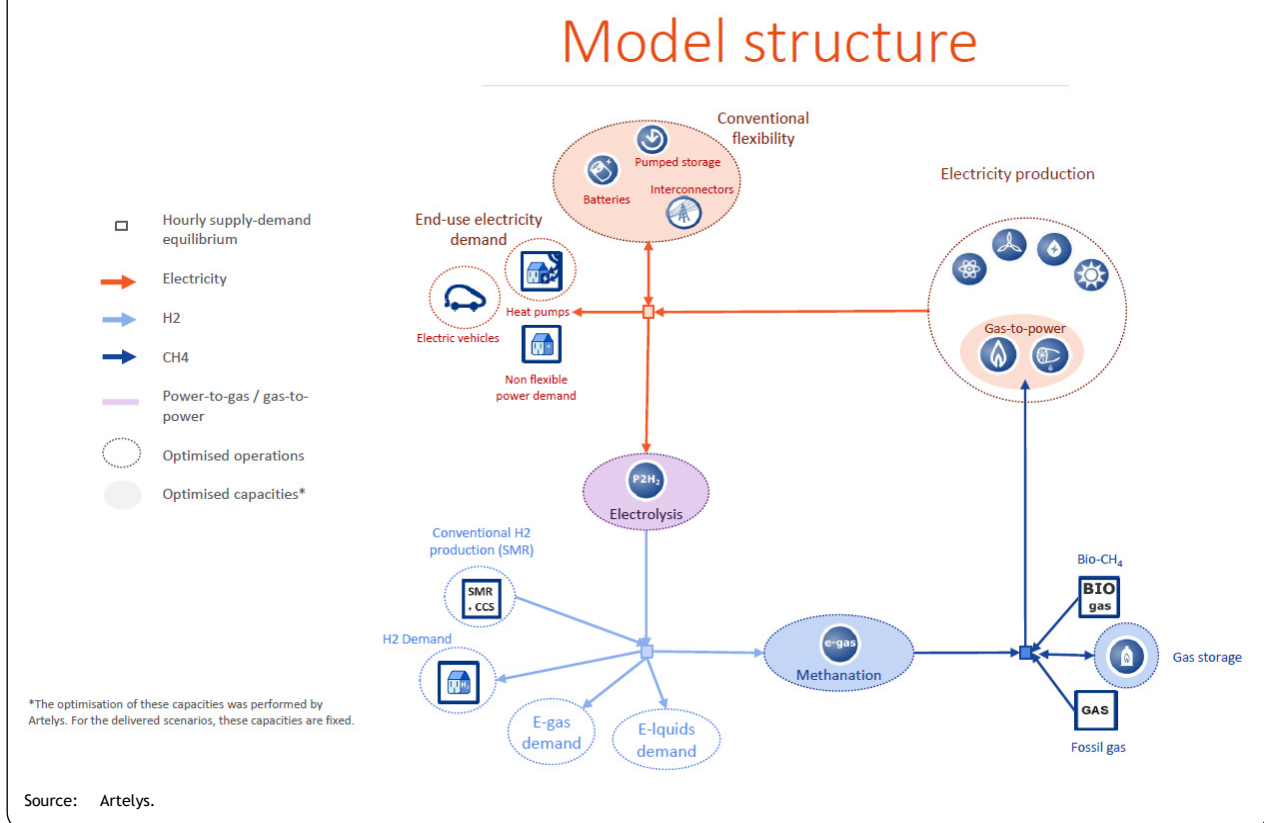 Model structure
Conventional
flexibility
Pumped storage
Batteries
Interconnectors
Electricity production
End-use electricity
demand
Heat pumps
Electric vehicles
Non flexible
power demand
Gas-to-power
Hourly supply-demand
equilibrium
Electricity
H2
CH4
Power-to-gas / gas-to-
power
Optimised operations
Optimised capacities*
P2H₂
Electrolysis
Conventional H2
production (SMR)
SMR
+ CCS
H2 Demand
H₂
E-gas
demand
E-lquids
demand
e-gas
Methanation
Bio-CH₄
BIO
gas
Gas storage
GAS
Fossil gas
*The optimisation of these capacities was performed by
Artelys. For the delivered scenarios, these capacities are fixed.
Source: Artelys.